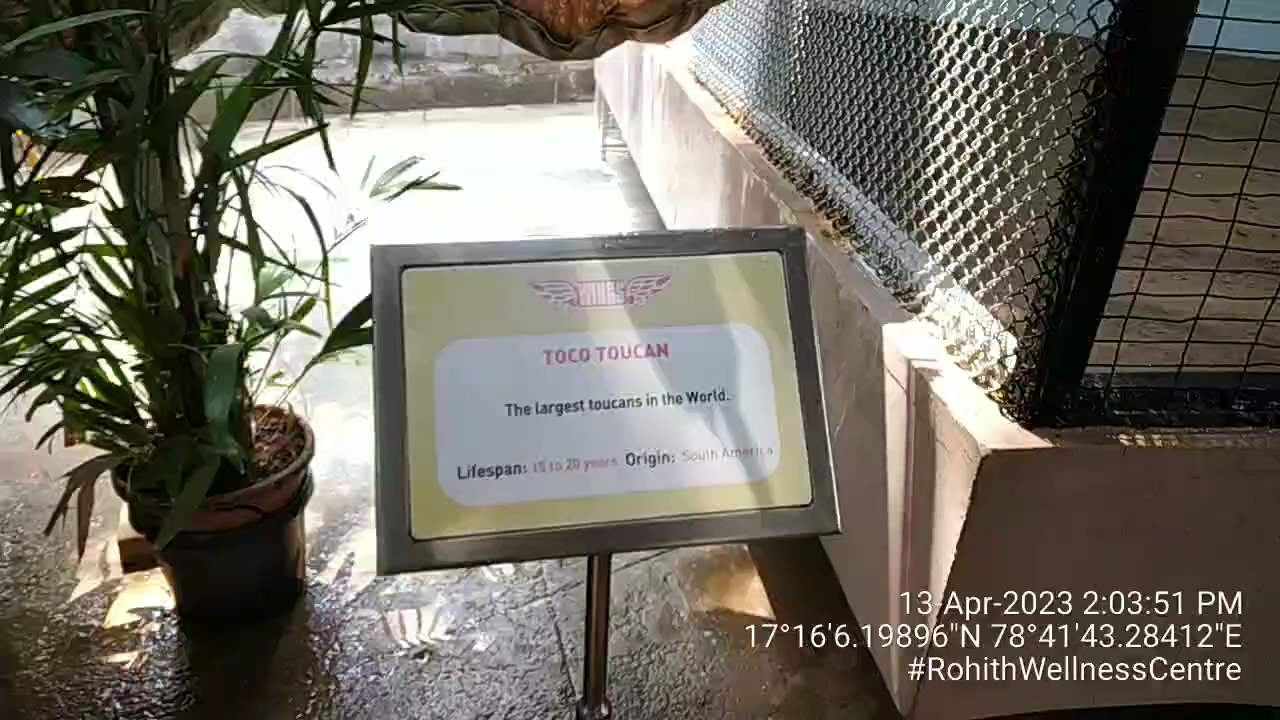 WINGS
TOCO TOUCAN
The largest toucans in the World.
Lifespan: 15 to 20 years Origin: South America
13-Apr-2023 2:03:51 PM
17°16'6.19896"N 78°41'43.28412"E
#RohithWellnessCentre